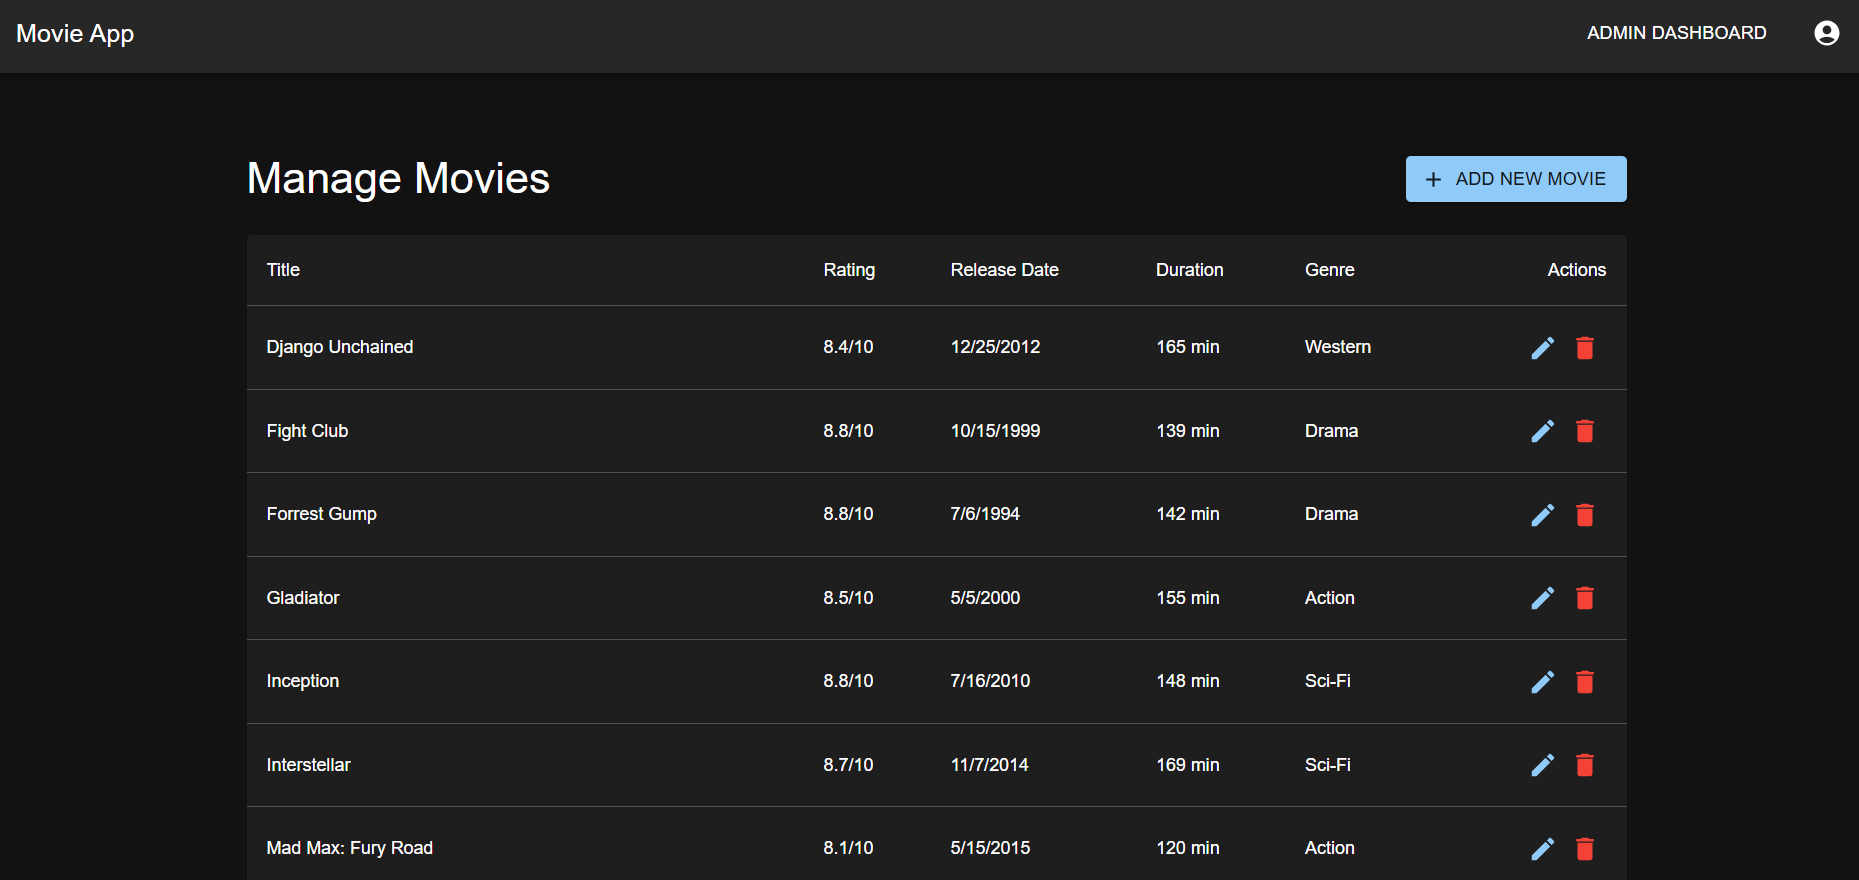 Movie App ADMIN DASHBOARD
Manage Movies ADD NEW MOVIE
Title Rating Release Date Duration Genre Actions
Django Unchained 8.4/10 12/25/2012 165 min Western
Fight Club 8.8/10 10/15/1999 139 min Drama
Forrest Gump 8.8/10 7/6/1994 142 min Drama
Gladiator 8.5/10 5/5/2000 155 min Action
Inception 8.8/10 7/16/2010 148 min Sci-Fi
Interstellar 8.7/10 11/7/2014 169 min Sci-Fi
Mad Max: Fury Road 8.1/10 5/15/2015 120 min Action